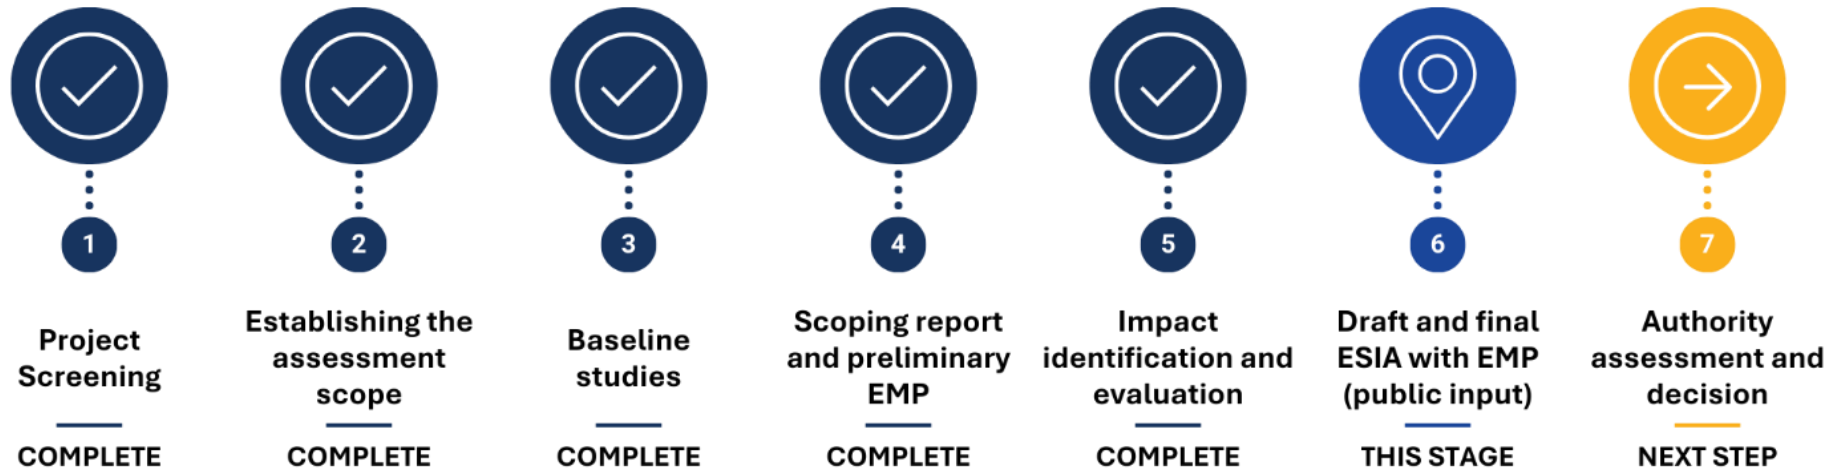 1
Project
Screening
COMPLETE
2
Establishing the
assessment
scope
COMPLETE
3
Baseline
studies
COMPLETE
4
Scoping report
and preliminary
EMP
COMPLETE
5
Impact
identification and
evaluation
COMPLETE
6
Draft and final
ESIA with EMP
(public input)
THIS STAGE
7
Authority
assessment and
decision
NEXT STEP